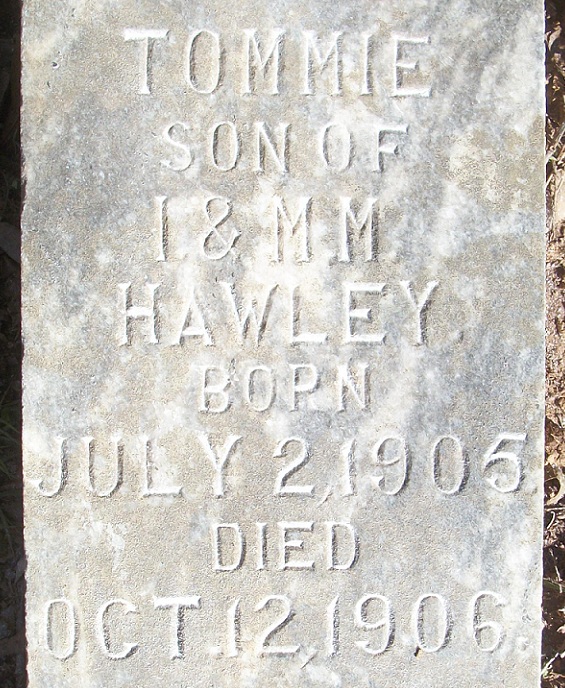 TOMMIE
SON OF
I & M.M.
HAWLEY.
BORN
JULY 2, 1905.
DIED
OCT. 12, 1906.